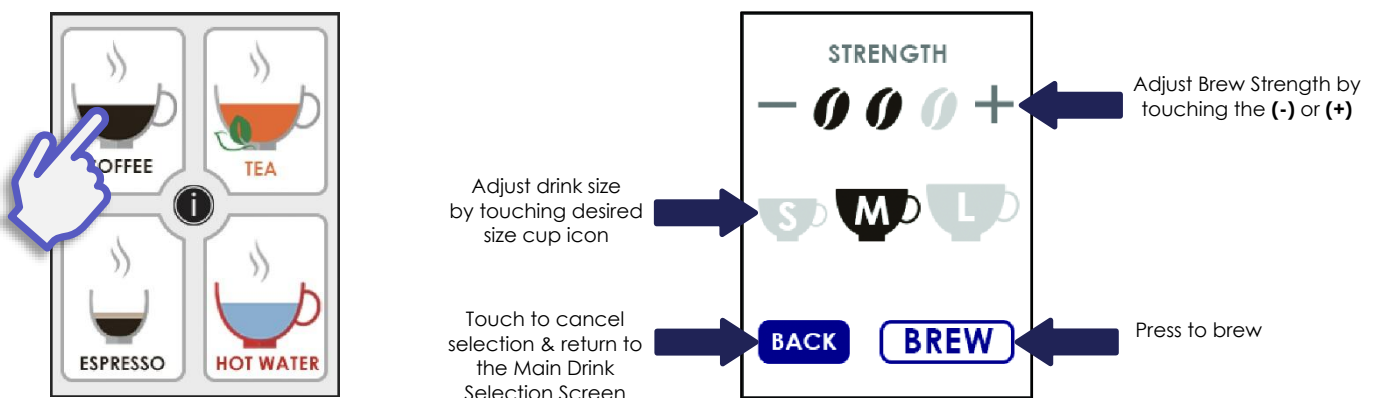 COFFEE
TEA
i
ESPRESSO
HOT WATER
STRENGTH
Adjust Brew Strength by
touching the (-) or (+)
Adjust drink size
by touching desired
size cup icon
S M L
Touch to cancel
selection & return to
the Main Drink
Selection Screen
BACK
BREW
Press to brew